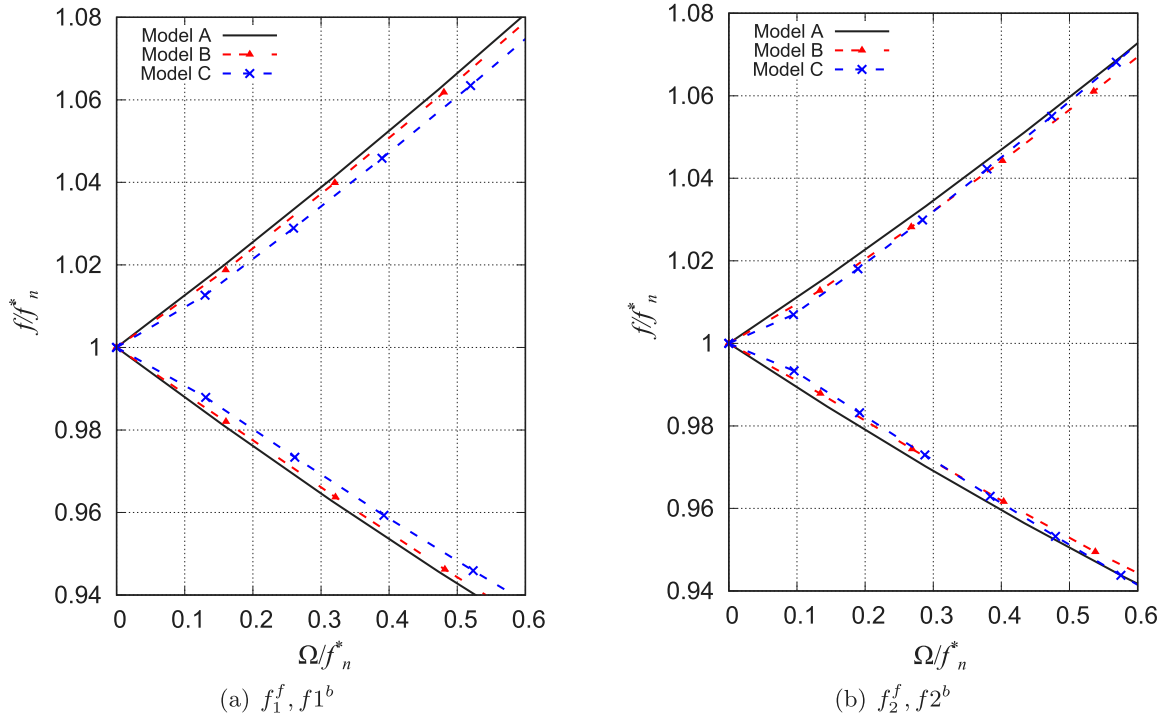 1.08
1.06
1.04
1.02
1
0.98
0.96
0.94
f/f*n
Model A
Model B
Model C
0 0.1 0.2 0.3 0.4 0.5 0.6
Ω/f*n
(a) f1f, f1b
1.08
1.06
1.04
1.02
1
0.98
0.96
0.94
f/f*n
Model A
Model B
Model C
0 0.1 0.2 0.3 0.4 0.5 0.6
Ω/f*n
(b) f2f, f2b